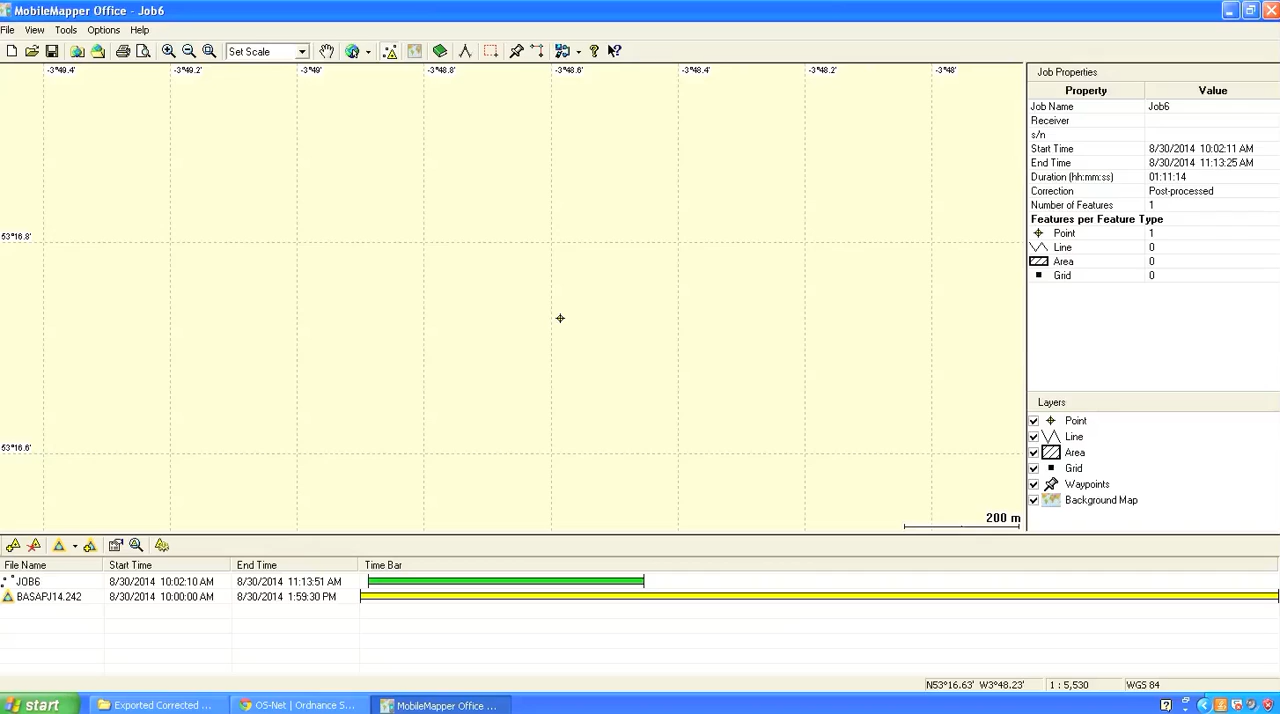 MobileMapper Office - Job6
File View Tools Options Help
Set Scale
-3°49.4' -3°49.2' -3°49' -3°48.8' -3°48.6' -3°48.4' -3°48.2' -3°48'
53°16.8'
53°16.6'
200 m
Job Properties
Property Value
Job Name Job6
Receiver
s/n
Start Time 8/30/2014 10:02:11 AM
End Time 8/30/2014 11:13:25 AM
Duration (hh:mm:ss) 01:11:14
Correction Post-processed
Number of Features 1
Features per Feature Type
Point 1
Line 0
Area 0
Grid 0
Layers
Point
Line
Area
Grid
Waypoints
Background Map
File Name Start Time End Time Time Bar
JOB6 8/30/2014 10:02:10 AM 8/30/2014 11:13:51 AM
BASAPJ14.242 8/30/2014 10:00:00 AM 8/30/2014 1:59:30 PM
N53°16.63' W3°48.23' 1 : 5,530 WGS 84
start Exported Corrected ... OS-Net | Ordnance S... MobileMapper Office ...